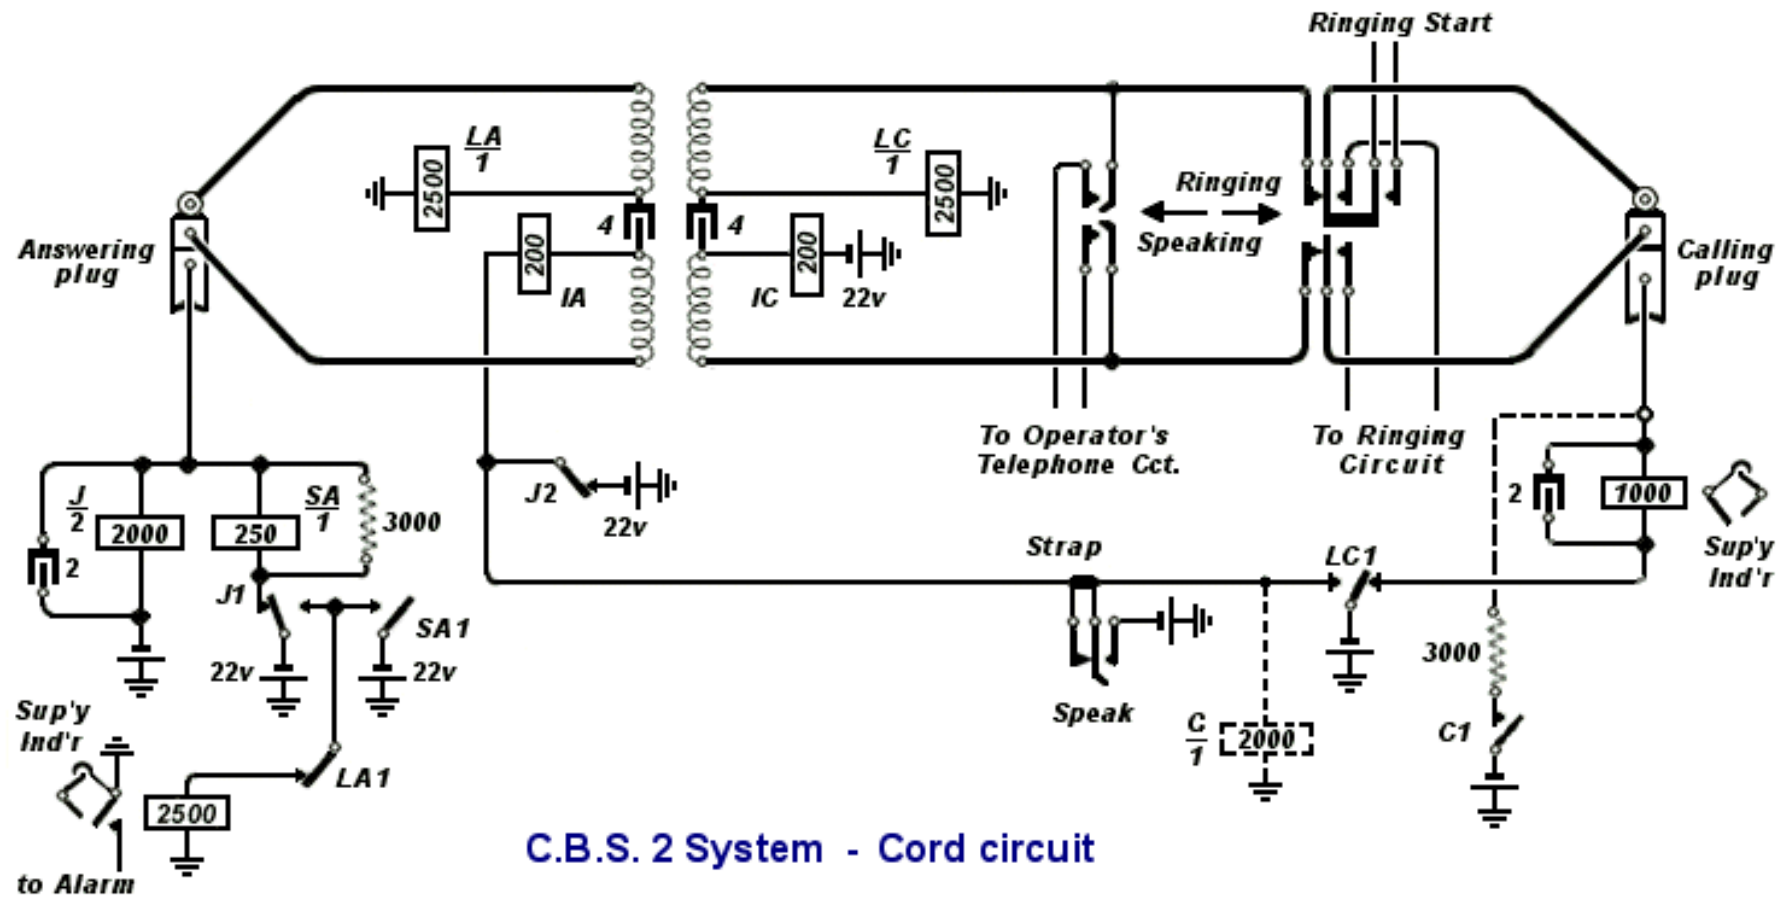 Ringing Start
LA
1
2500
LC
1
2500
Ringing
Speaking
4
4
200
IA
200
IC
22v
Answering
plug
Calling
plug
To Operator's
Telephone Cct.
To Ringing
Circuit
J
2
2000
2
SA
1
250
3000
J2
22v
2
1000
Sup'y
Ind'r
Strap
LC1
J1
SA1
22v
22v
Speak
3000
C
1
2000
C1
Sup'y
Ind'r
LA1
2500
to Alarm
C.B.S. 2 System - Cord circuit